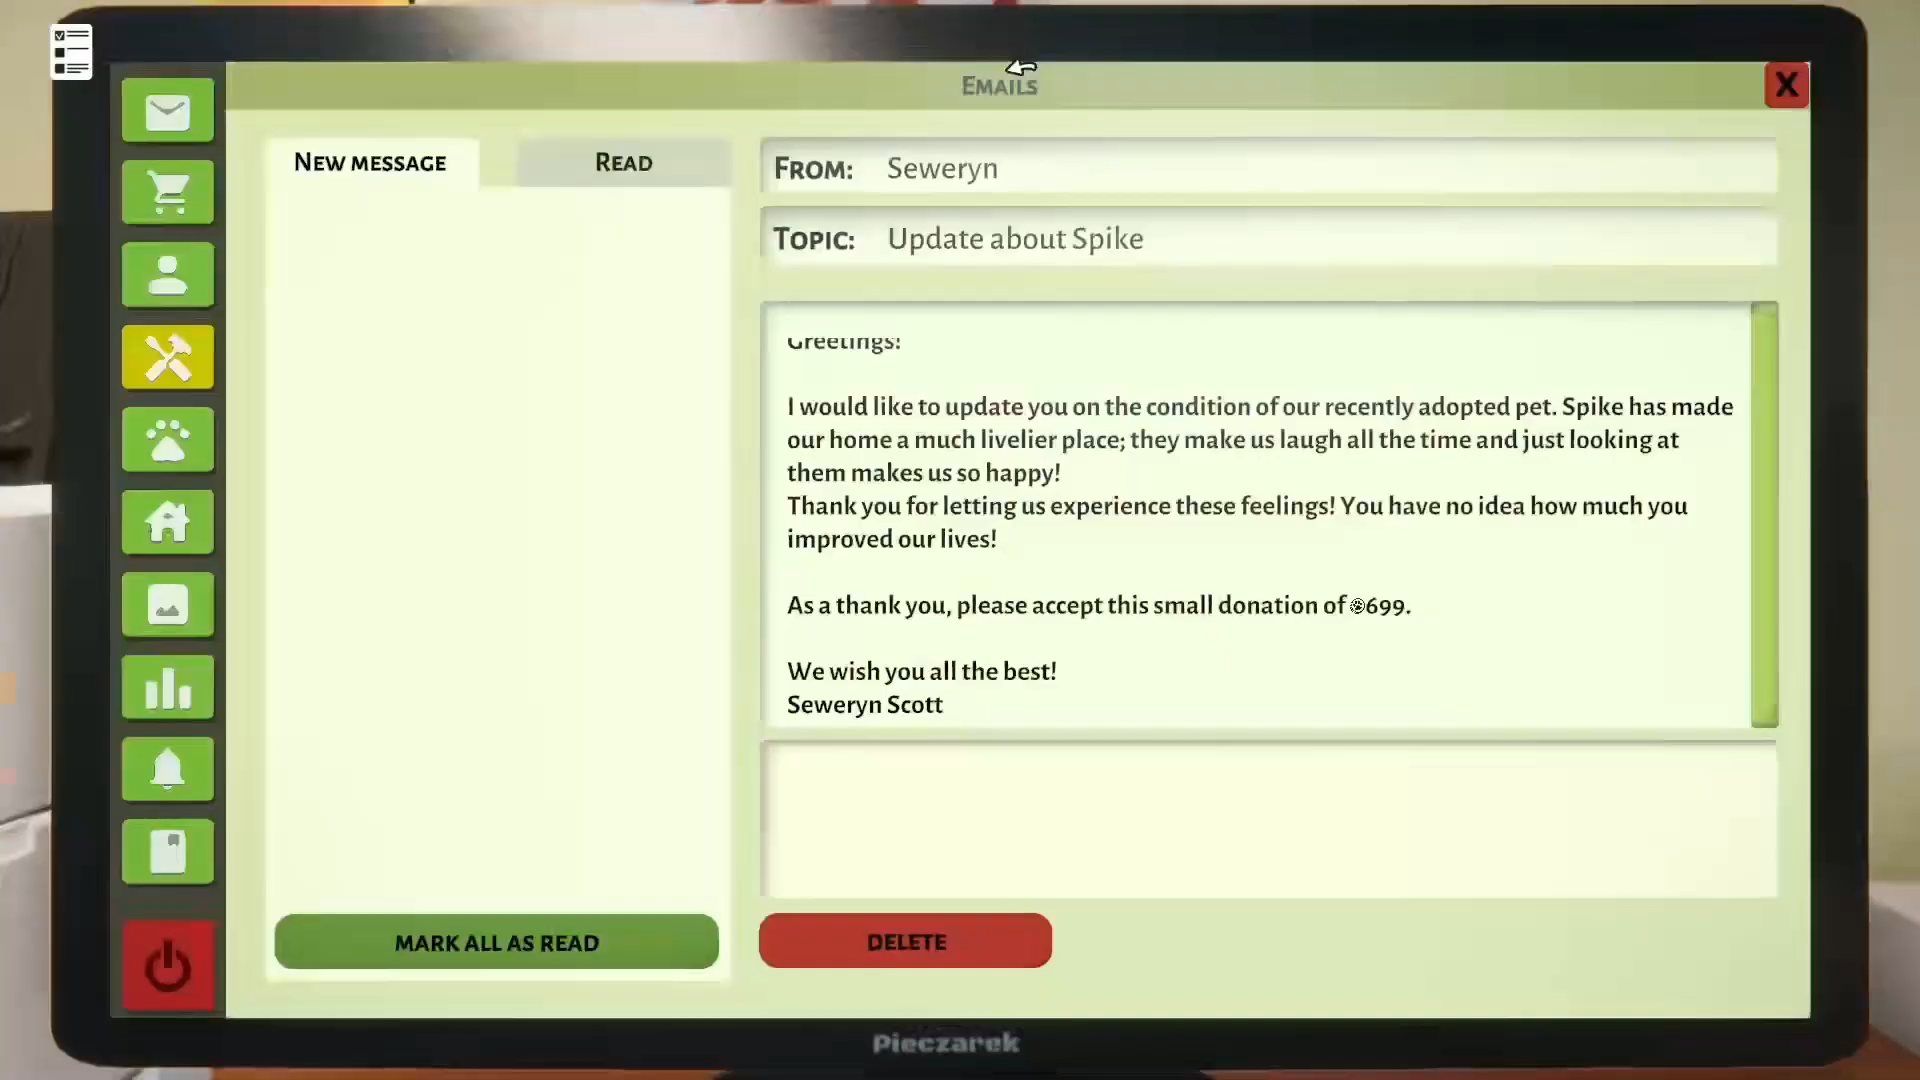 EMAILS
X
NEW MESSAGE
READ
FROM: Seweryn
TOPIC: Update about Spike
Greetings!
I would like to update you on the condition of our recently adopted pet. Spike has made
our home a much livelier place; they make us laugh all the time and just looking at
them makes us so happy!
Thank you for letting us experience these feelings! You have no idea how much you
improved our lives!
As a thank you, please accept this small donation of 699.
We wish you all the best!
Seweryn Scott
MARK ALL AS READ
DELETE
Pieczarek